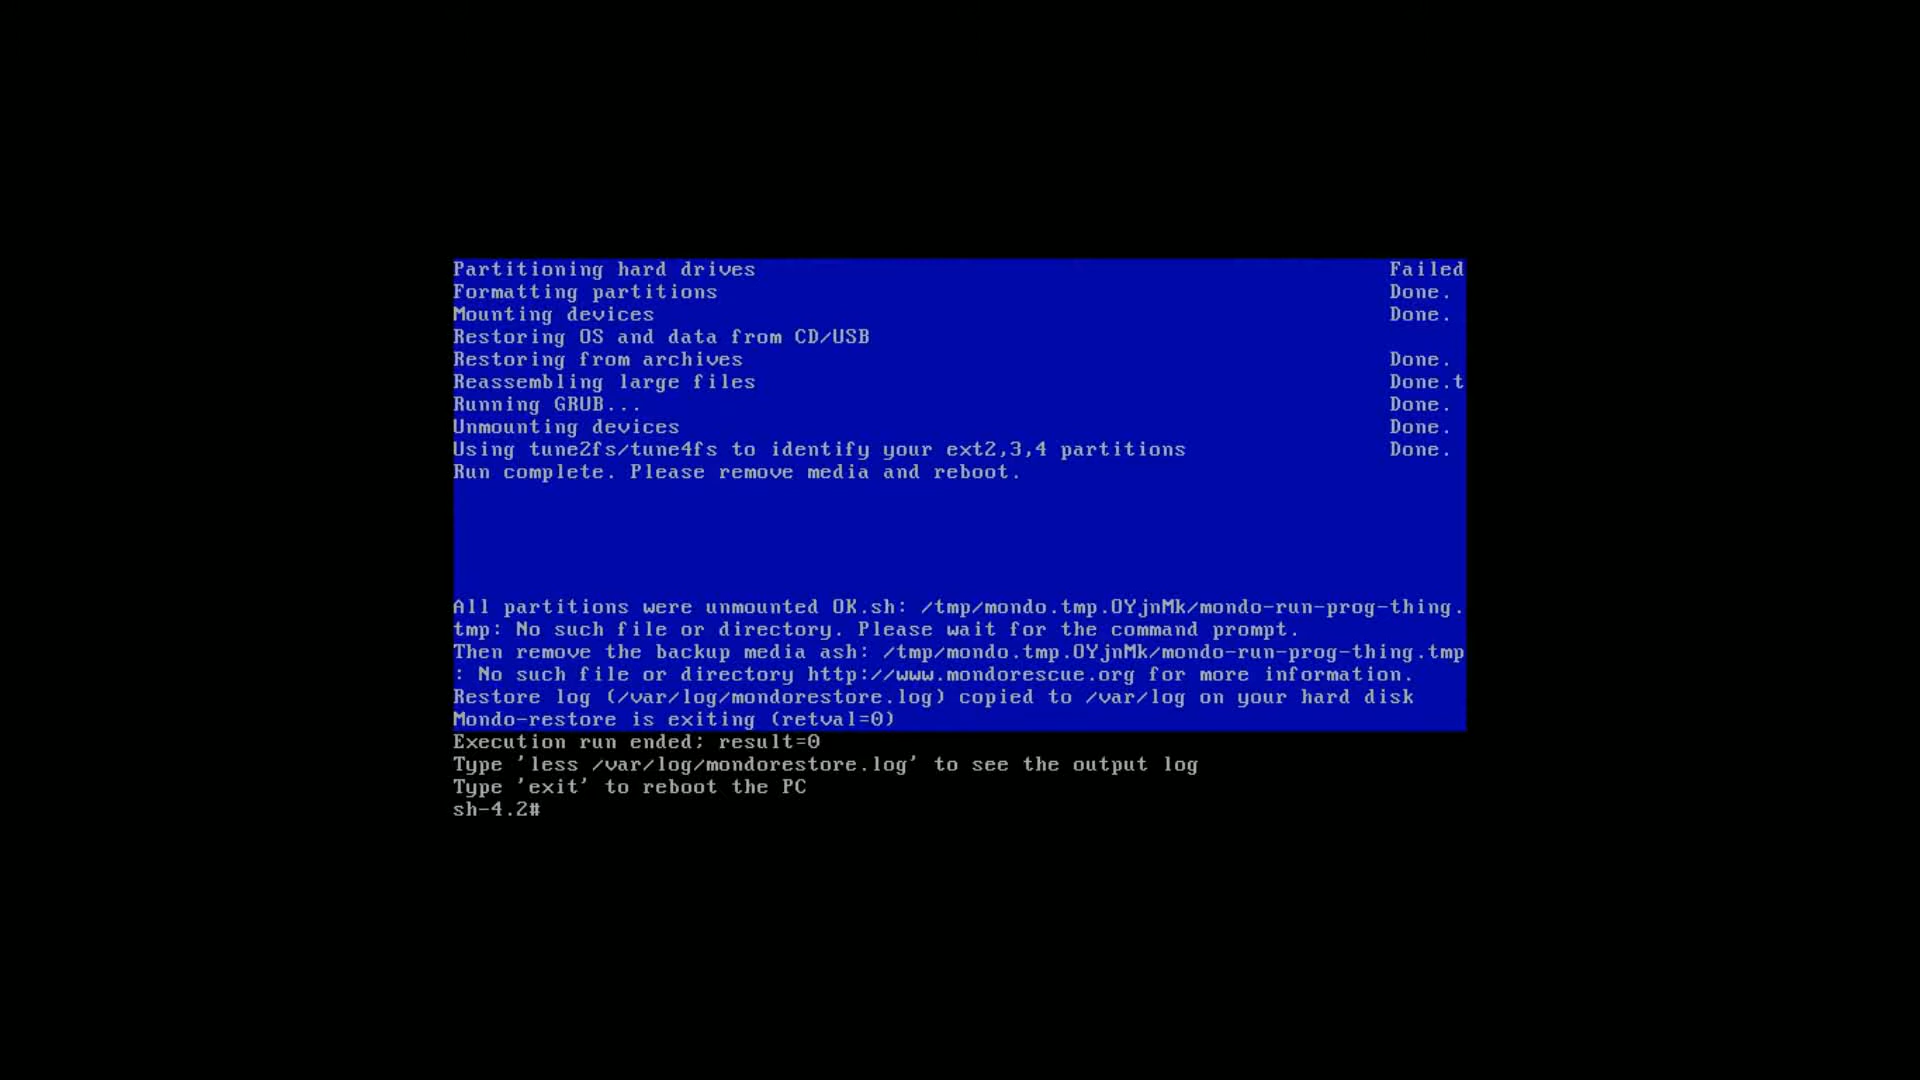 Partitioning hard drives Failed
Formatting partitions Done.
Mounting devices Done.
Restoring OS and data from CD/USB
Restoring from archives Done.
Reassembling large files Done.t
Running GRUB... Done.
Unmounting devices Done.
Using tune2fs/tune4fs to identify your ext2,3,4 partitions Done.
Run complete. Please remove media and reboot.
All partitions were unmounted OK.sh: /tmp/mondo.tmp.OYjnMk/mondo-run-prog-thing.
tmp: No such file or directory. Please wait for the command prompt.
Then remove the backup media ash: /tmp/mondo.tmp.OYjnMk/mondo-run-prog-thing.tmp
: No such file or directory http://www.mondorescue.org for more information.
Restore log (/var/log/mondorestore.log) copied to /var/log on your hard disk
Mondo-restore is exiting (retval=0)
Execution run ended; result=0
Type 'less /var/log/mondorestore.log' to see the output log
Type 'exit' to reboot the PC
sh-4.2#